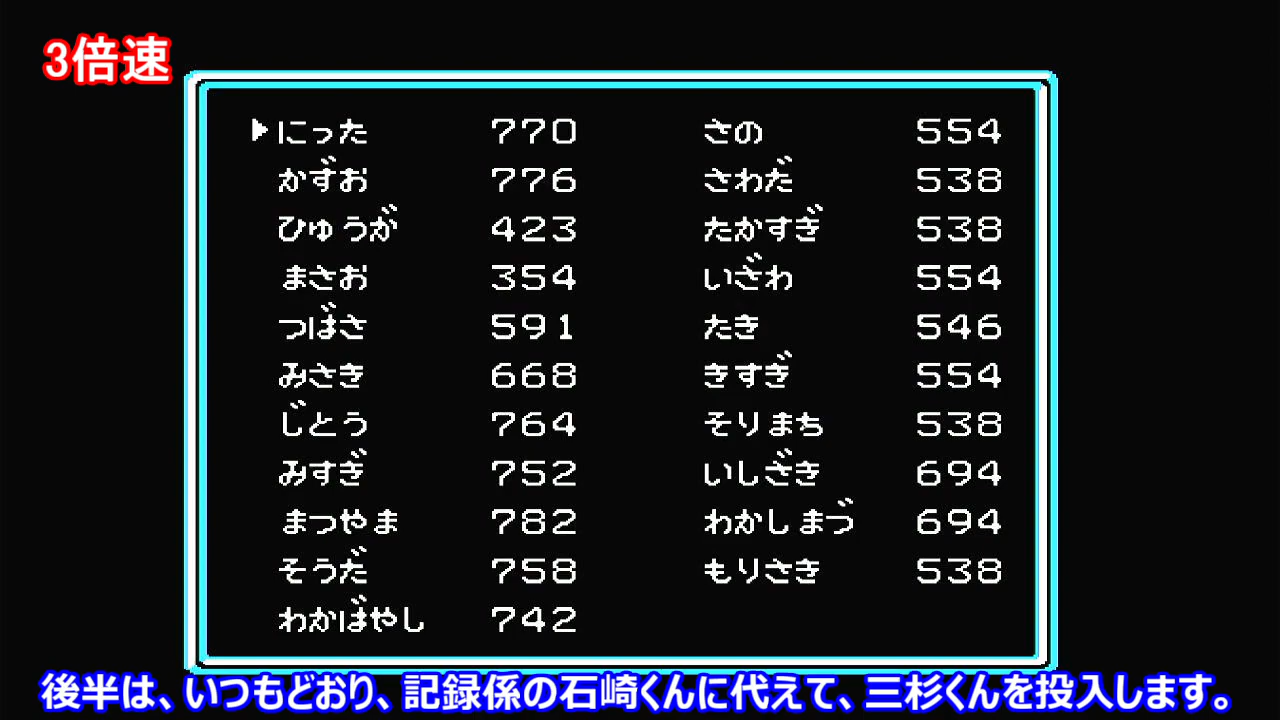 3倍速
▶にった 770 さの 554
かずお 776 さわだ 538
ひゅうが 423 たかすぎ 538
まさお 354 いざわ 554
つばさ 591 たき 546
みさき 668 きすぎ 554
じとう 764 そりまち 538
みすぎ 752 いしざき 694
まつやま 782 わかしまづ 694
そうだ 758 もりさき 538
わかばやし 742
後半は、いつもどおり、記録係の石崎くんに代えて、三杉くんを投入します。